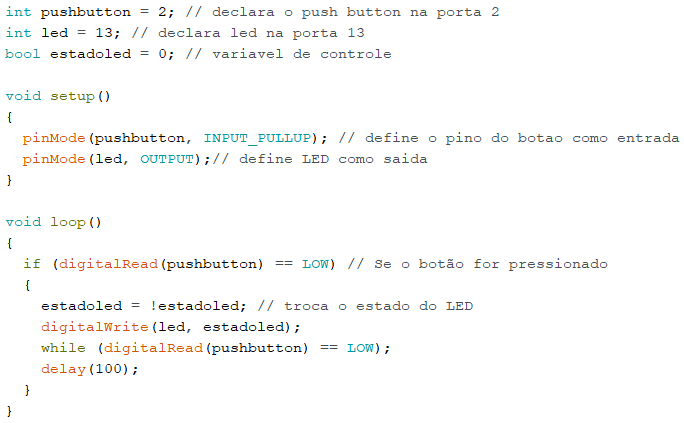 int pushbutton = 2; // declara o push button na porta 2
int led = 13; // declara led na porta 13
bool estadoled = 0; // variavel de controle

void setup()
{
  pinMode(pushbutton, INPUT_PULLUP); // define o pino do botao como entrada
  pinMode(led, OUTPUT);// define LED como saida
}

void loop()
{
  if (digitalRead(pushbutton) == LOW) // Se o botão for pressionado
  {
    estadoled = !estadoled; // troca o estado do LED
    digitalWrite(led, estadoled);
    while (digitalRead(pushbutton) == LOW);
    delay(100);
  }
}